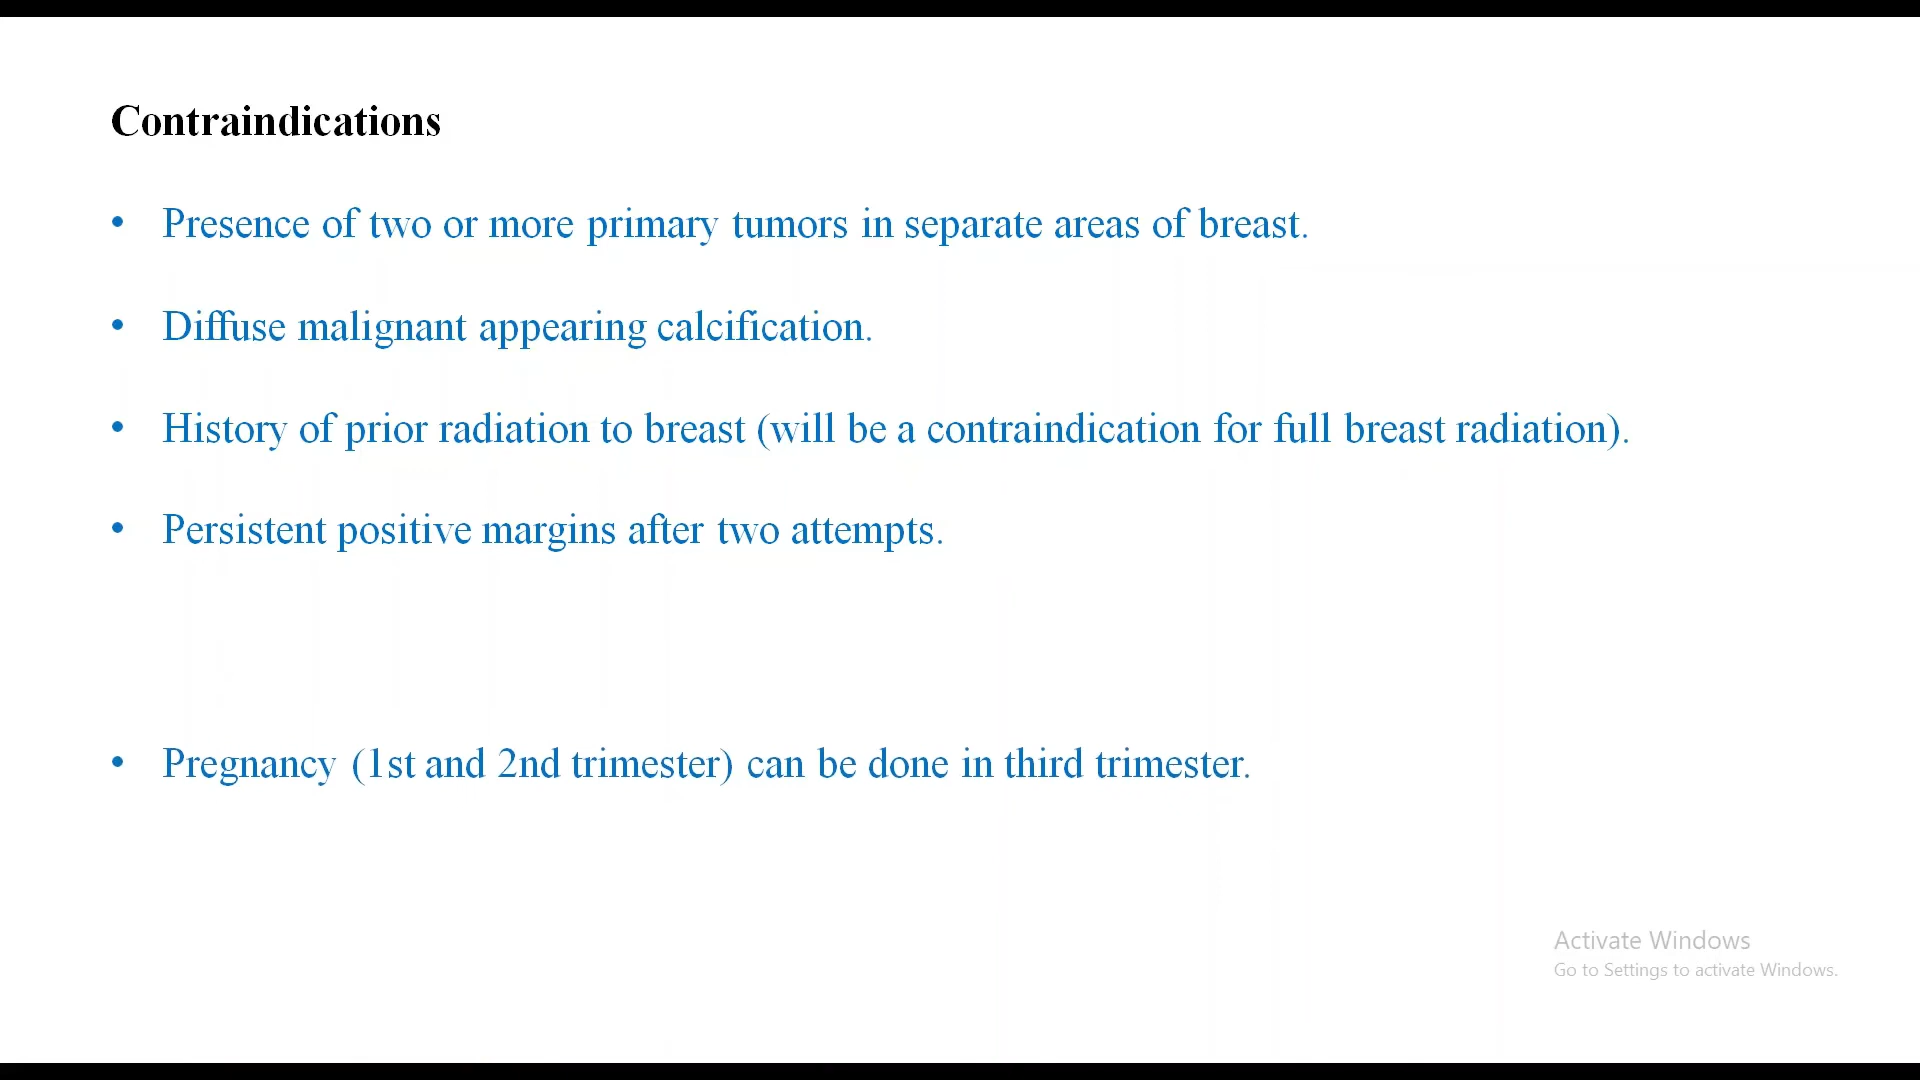 Contraindications
• Presence of two or more primary tumors in separate areas of breast.
• Diffuse malignant appearing calcification.
• History of prior radiation to breast (will be a contraindication for full breast radiation).
• Persistent positive margins after two attempts.
• Pregnancy (1st and 2nd trimester) can be done in third trimester.
Activate Windows
Go to Settings to activate Windows.